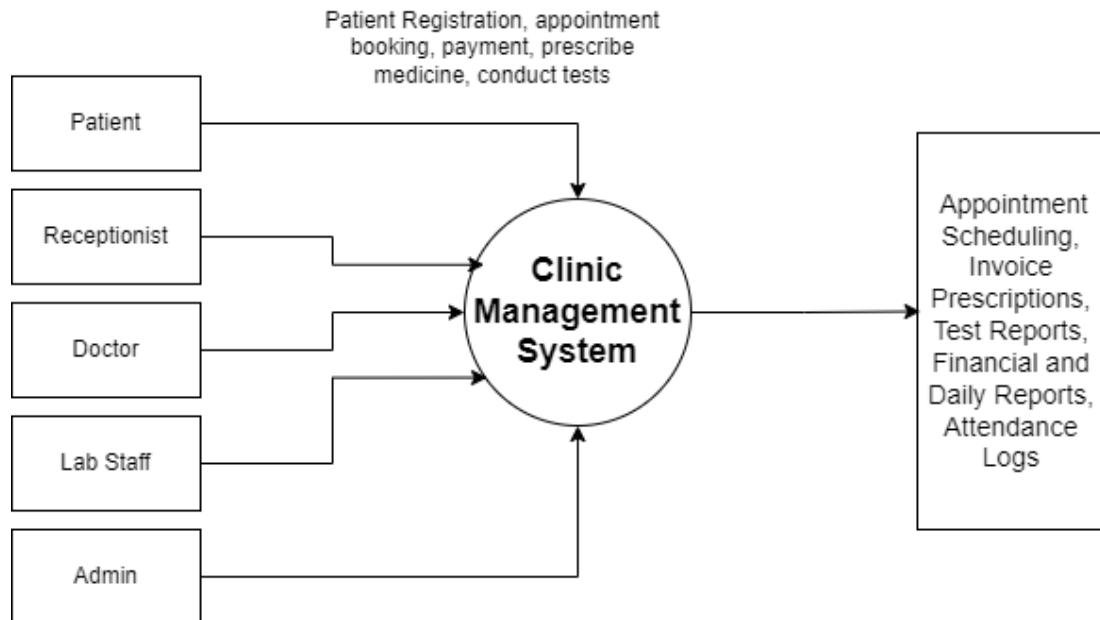 Patient Registration, appointment
booking, payment, prescribe
medicine, conduct tests
Patient
Receptionist
Doctor
Lab Staff
Admin
Clinic
Management
System
Appointment
Scheduling,
Invoice
Prescriptions,
Test Reports,
Financial and
Daily Reports,
Attendance
Logs